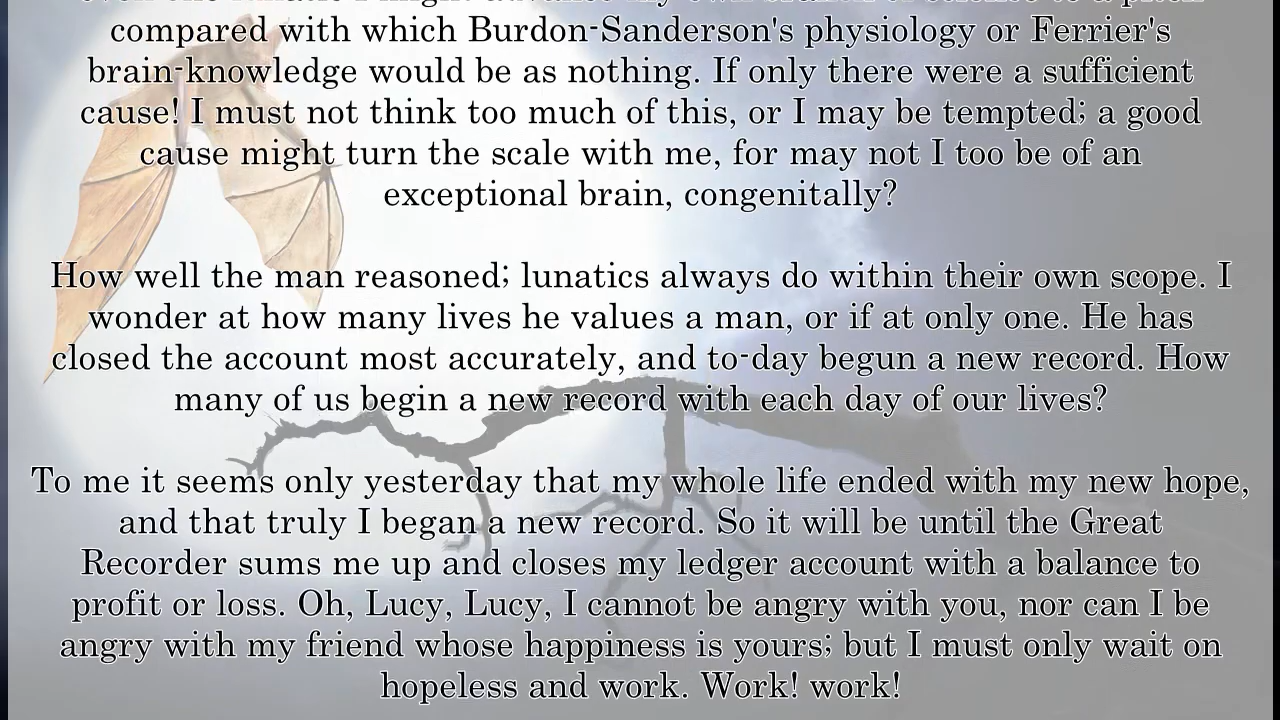 compared with which Burdon-Sanderson's physiology or Ferrier's
brain-knowledge would be as nothing. If only there were a sufficient
cause! I must not think too much of this, or I may be tempted; a good
cause might turn the scale with me, for may not I too be of an
exceptional brain, congenitally?
How well the man reasoned; lunatics always do within their own scope. I
wonder at how many lives he values a man, or if at only one. He has
closed the account most accurately, and to-day begun a new record. How
many of us begin a new record with each day of our lives?
To me it seems only yesterday that my whole life ended with my new hope,
and that truly I began a new record. So it will be until the Great
Recorder sums me up and closes my ledger account with a balance to
profit or loss. Oh, Lucy, Lucy, I cannot be angry with you, nor can I be
angry with my friend whose happiness is yours; but I must only wait on
hopeless and work. Work! work!